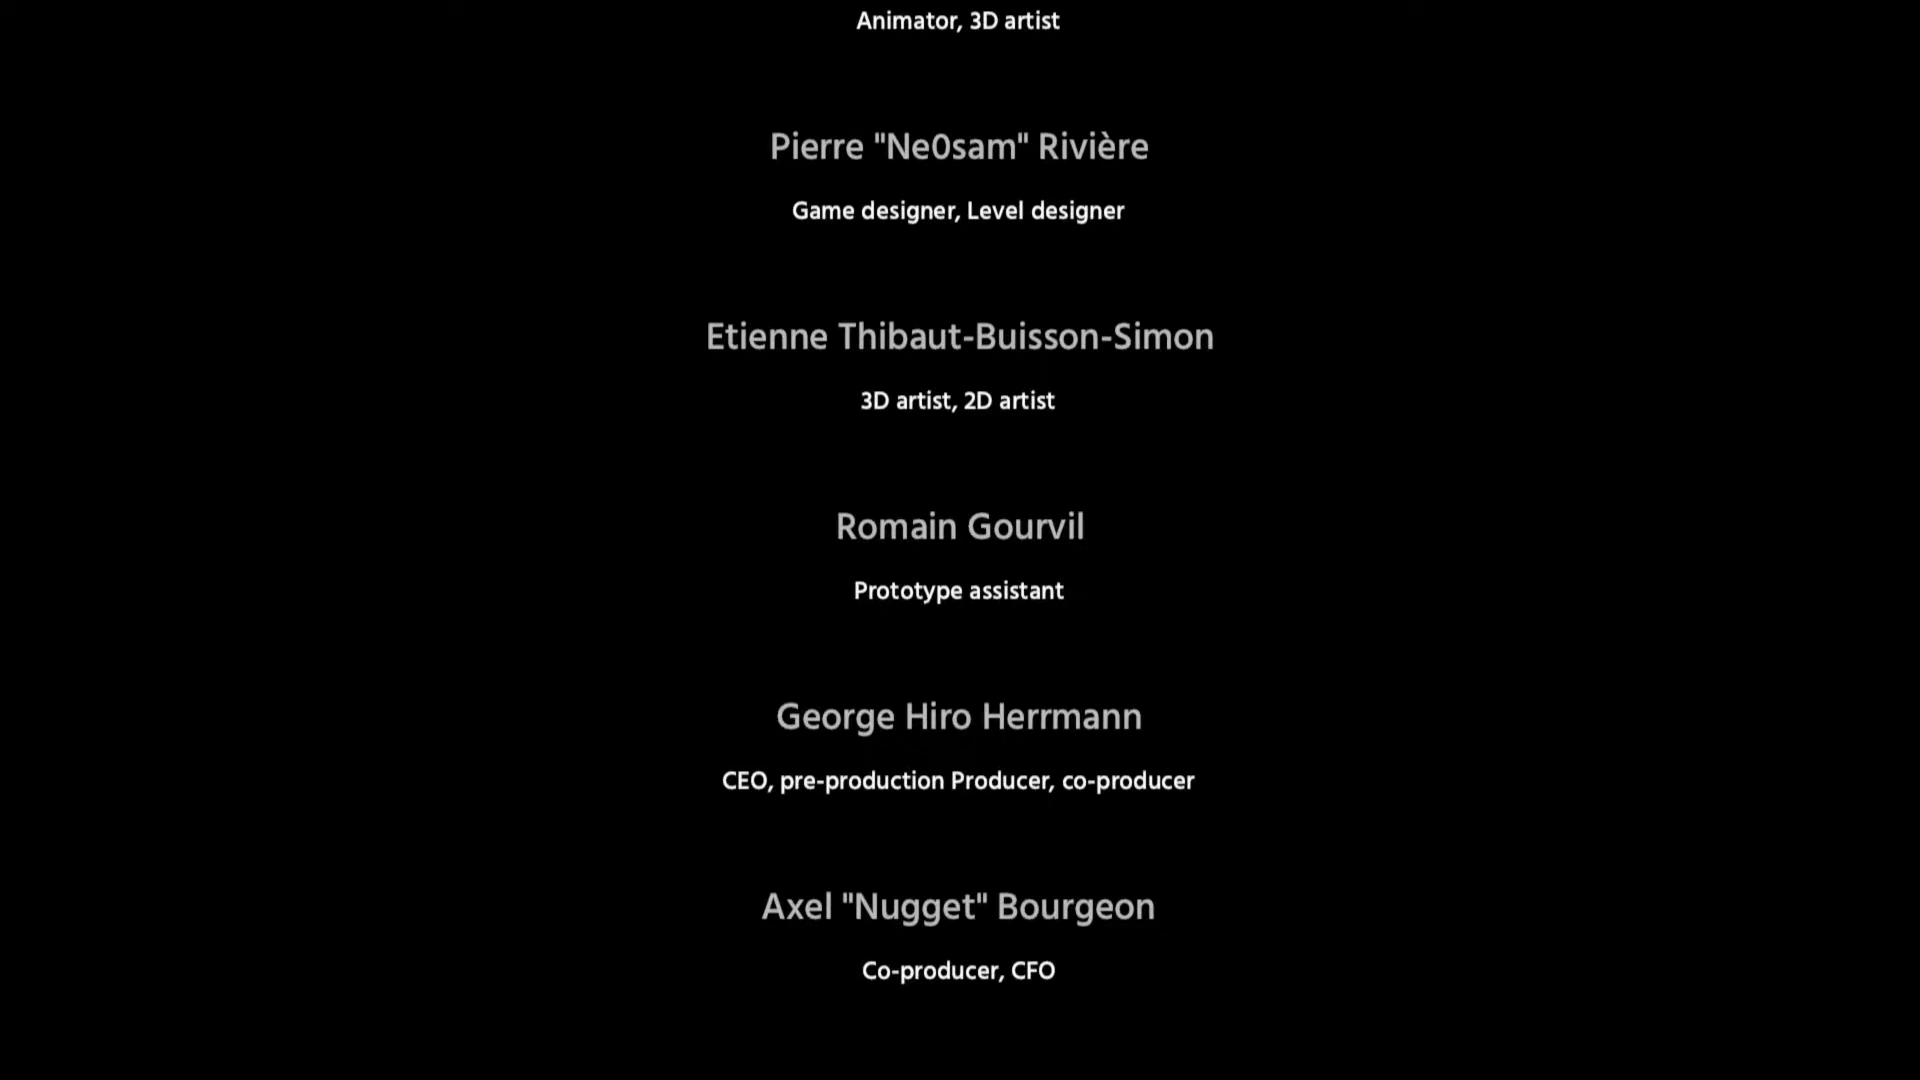 Animator, 3D artist
Pierre "Ne0sam" Rivière
Game designer, Level designer
Etienne Thibaut-Buisson-Simon
3D artist, 2D artist
Romain Gourvil
Prototype assistant
George Hiro Herrmann
CEO, pre-production Producer, co-producer
Axel "Nugget" Bourgeon
Co-producer, CFO